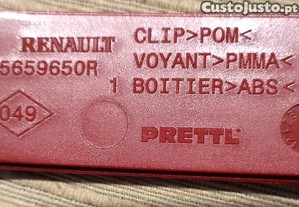 CustoJusto.pt
RENAULT CLIP>POM<
5659650R VOYANT>PMMA<
1 BOITIER>ABS<
049
PRETTL